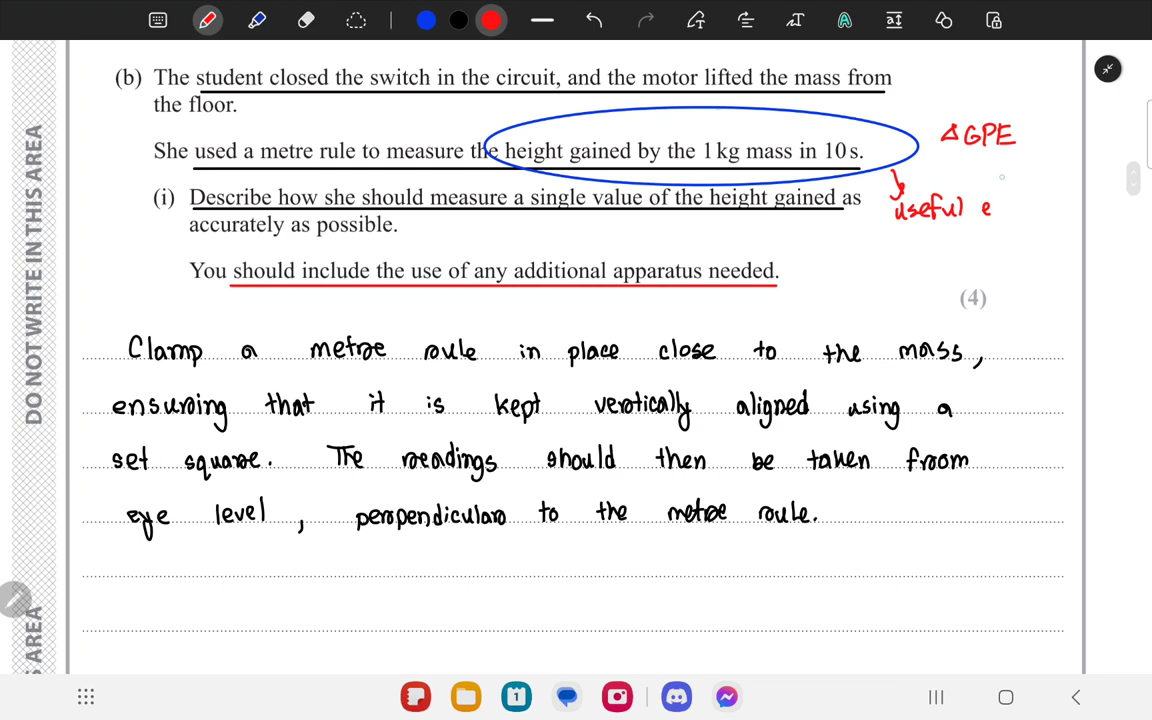 (b) The student closed the switch in the circuit, and the motor lifted the mass from
the floor.
She used a metre rule to measure the height gained by the 1 kg mass in 10 s.
ΔGPE
(i) Describe how she should measure a single value of the height gained as
useful e
accurately as possible.
You should include the use of any additional apparatus needed.
(4)
Clamp a metre rule in place close to the mass,
ensuring that it is kept vertically aligned using a
set square. The readings should then be taken from
eye level, perpendicular to the metre rule.
DO NOT WRITE IN THIS AREA
S AREA